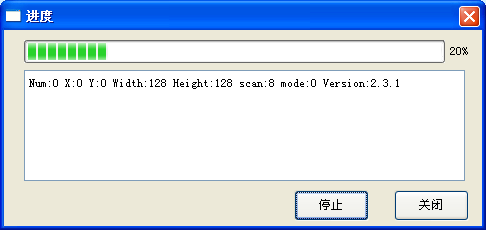 进度
20%
Num:0 X:0 Y:0 Width:128 Height:128 scan:8 mode:0 Version:2.3.1
停止
关闭